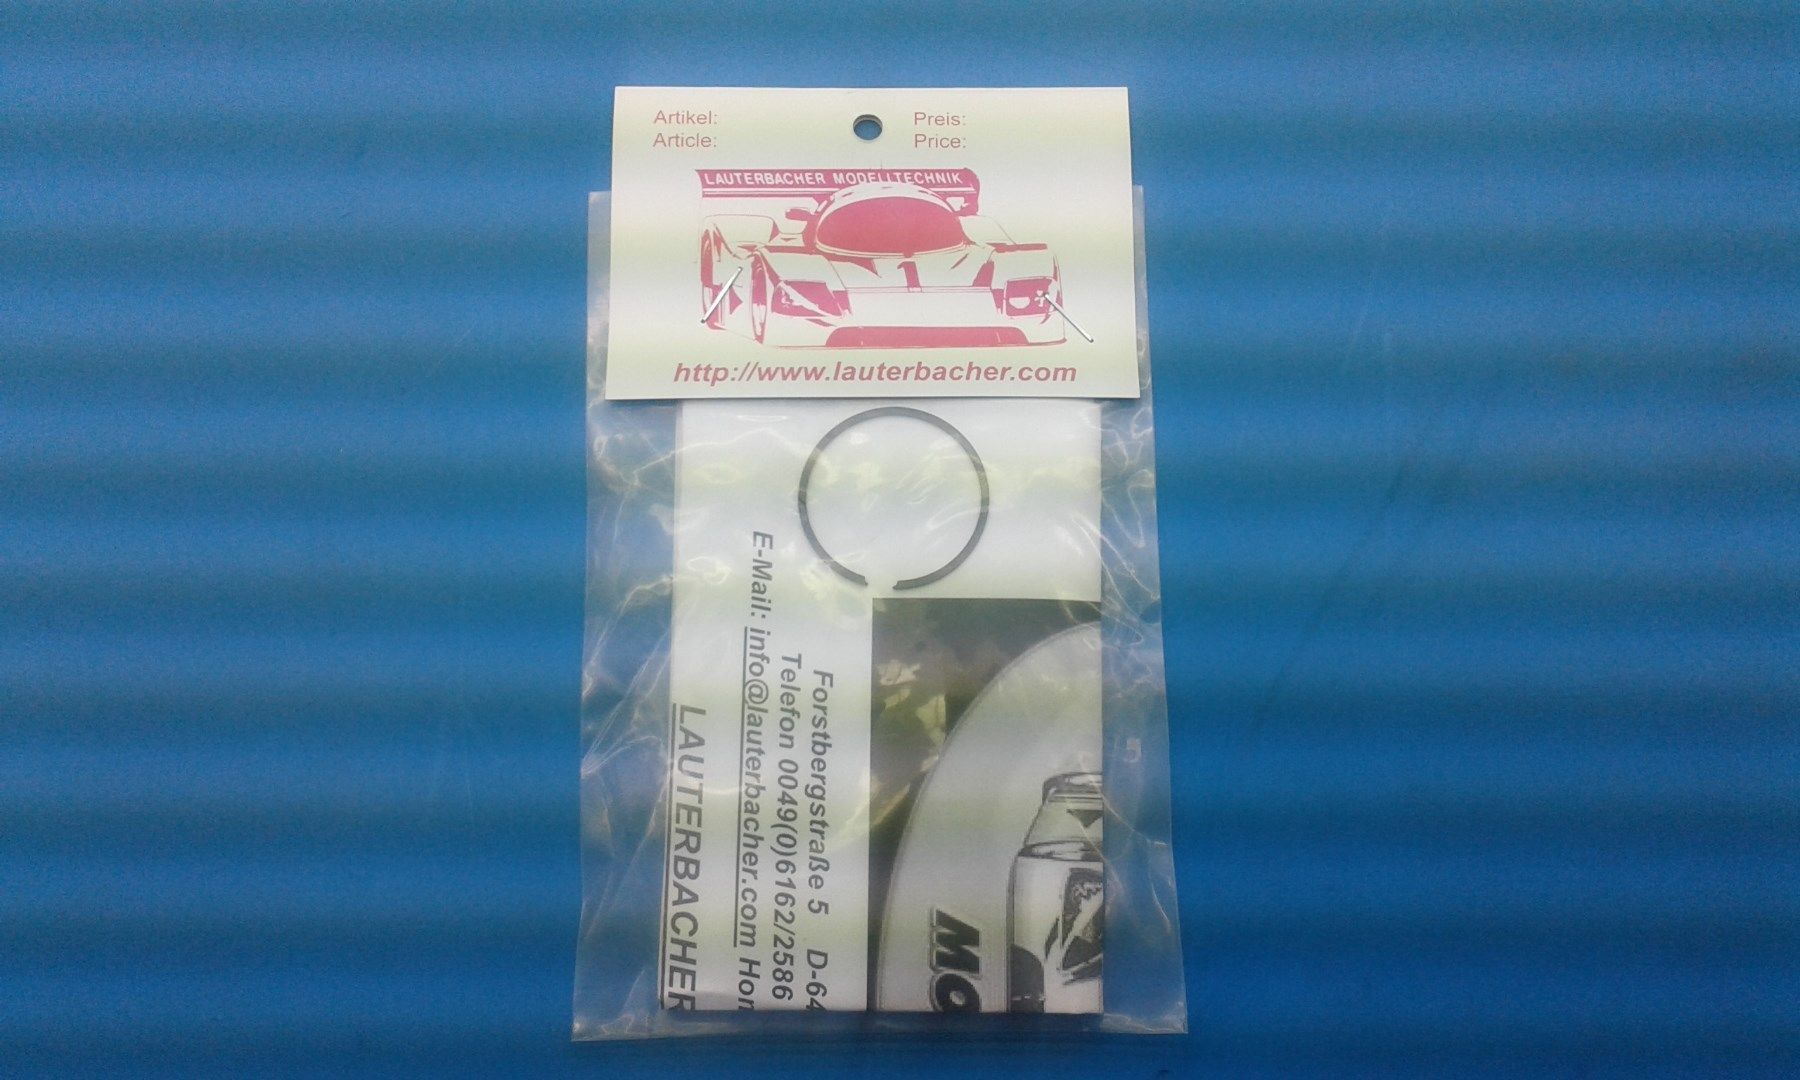 Artikel:
Article:
Preis:
Price:
LAUTERBACHER MODELLTECHNIK
1
http://www.lauterbacher.com
Forstbergstraße 5 D-64
Telefon 0049(0)6162/2586
E-Mail: info@lauterbacher.com Hom
LAUTERBACHER
MO